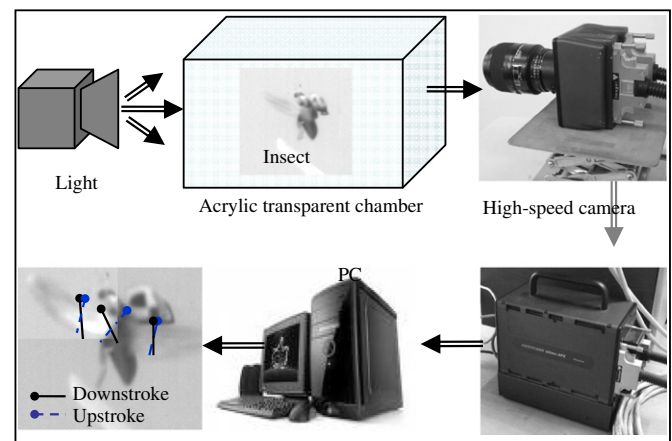 Insect
Light
Acrylic transparent chamber
High-speed camera
PC
Downstroke
Upstroke